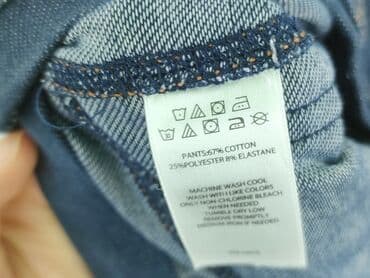 PANTS:67% COTTON
25%POLYESTER 8% ELASTANE
MACHINE WASH COOL
WASH WITH LIKE COLORS
ONLY NON-CHLORINE BLEACH
WHEN NEEDED
TUMBLE DRY LOW
REMOVE PROMPTLY